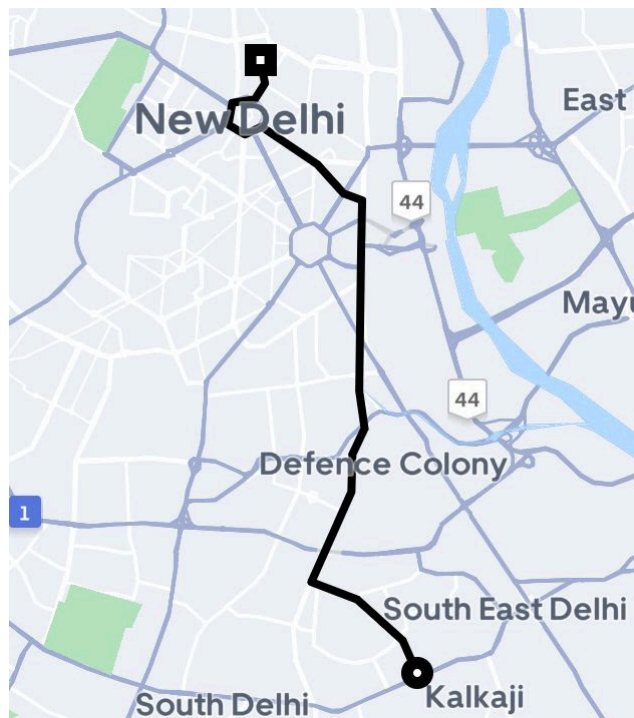 East
New Delhi
44
Mayu
44
Defence Colony
1
South East Delhi
Kalkaji
South Delhi